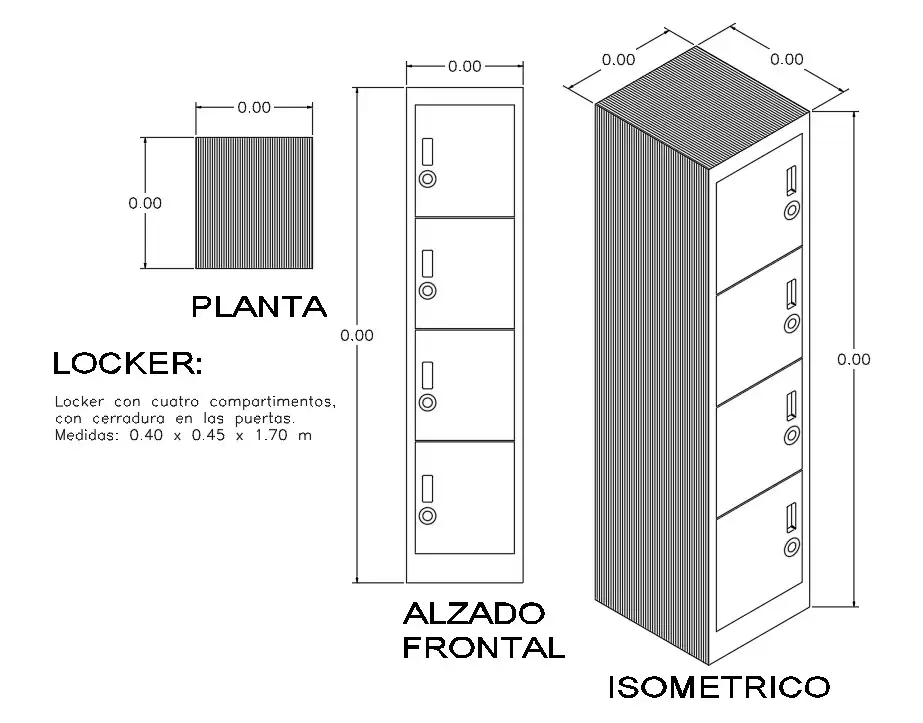 0.00
0.00
PLANTA
LOCKER:
Locker con cuatro compartimentos,
con cerradura en las puertas.
Medidas: 0.40 x 0.45 x 1.70 m
0.00
0.00
ALZADO
FRONTAL
0.00
0.00
0.00
ISOMETRICO